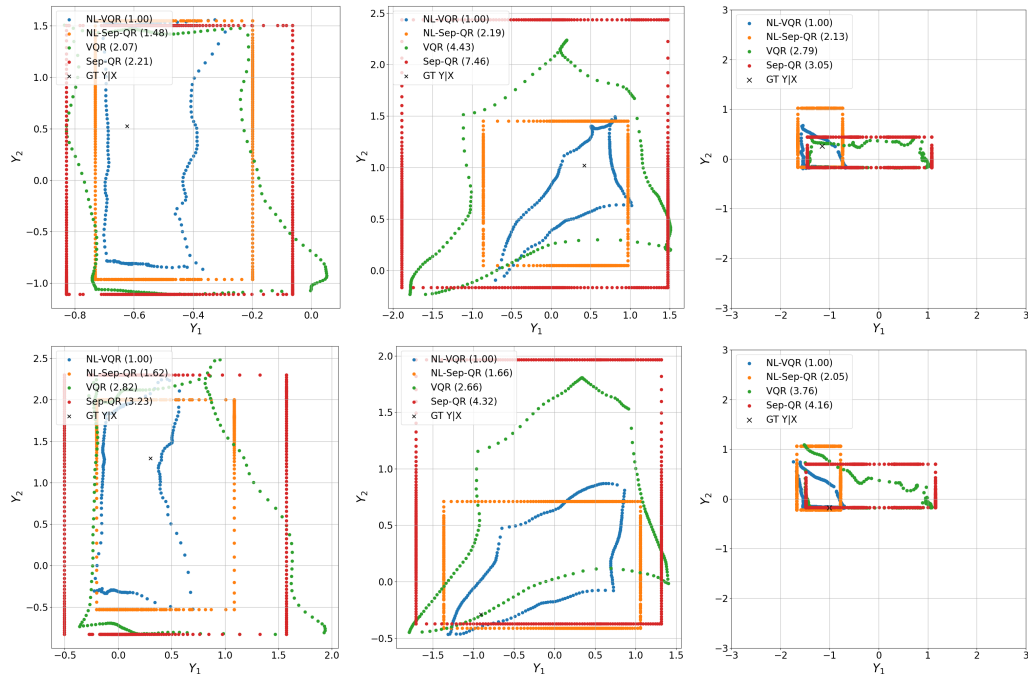 NL-VQR (1.00)
NL-Sep-QR (1.48)
VQR (2.07)
Sep-QR (2.21)
GT Y|X
1.5
1.0
0.5
0.0
−0.5
−1.0
Y2
−0.8
−0.6
−0.4
−0.2
0.0
Y1
NL-VQR (1.00)
NL-Sep-QR (2.19)
VQR (4.43)
Sep-QR (7.46)
GT Y|X
2.5
2.0
1.5
1.0
0.5
0.0
Y2
−2.0
−1.5
−1.0
−0.5
0.0
0.5
1.0
1.5
Y1
NL-VQR (1.00)
NL-Sep-QR (2.13)
VQR (2.79)
Sep-QR (3.05)
GT Y|X
3
2
1
0
−1
−2
−3
Y2
−3
−2
−1
0
1
2
3
Y1
NL-VQR (1.00)
NL-Sep-QR (1.62)
VQR (2.82)
Sep-QR (3.23)
GT Y|X
2.5
2.0
1.5
1.0
0.5
0.0
−0.5
Y2
−0.5
0.0
0.5
1.0
1.5
2.0
Y1
NL-VQR (1.00)
NL-Sep-QR (1.66)
VQR (2.66)
Sep-QR (4.32)
GT Y|X
2.0
1.5
1.0
0.5
0.0
−0.5
Y2
−1.5
−1.0
−0.5
0.0
0.5
1.0
1.5
Y1
NL-VQR (1.00)
NL-Sep-QR (2.05)
VQR (3.76)
Sep-QR (4.16)
GT Y|X
3
2
1
0
−1
−2
−3
Y2
−3
−2
−1
0
1
2
3
Y1